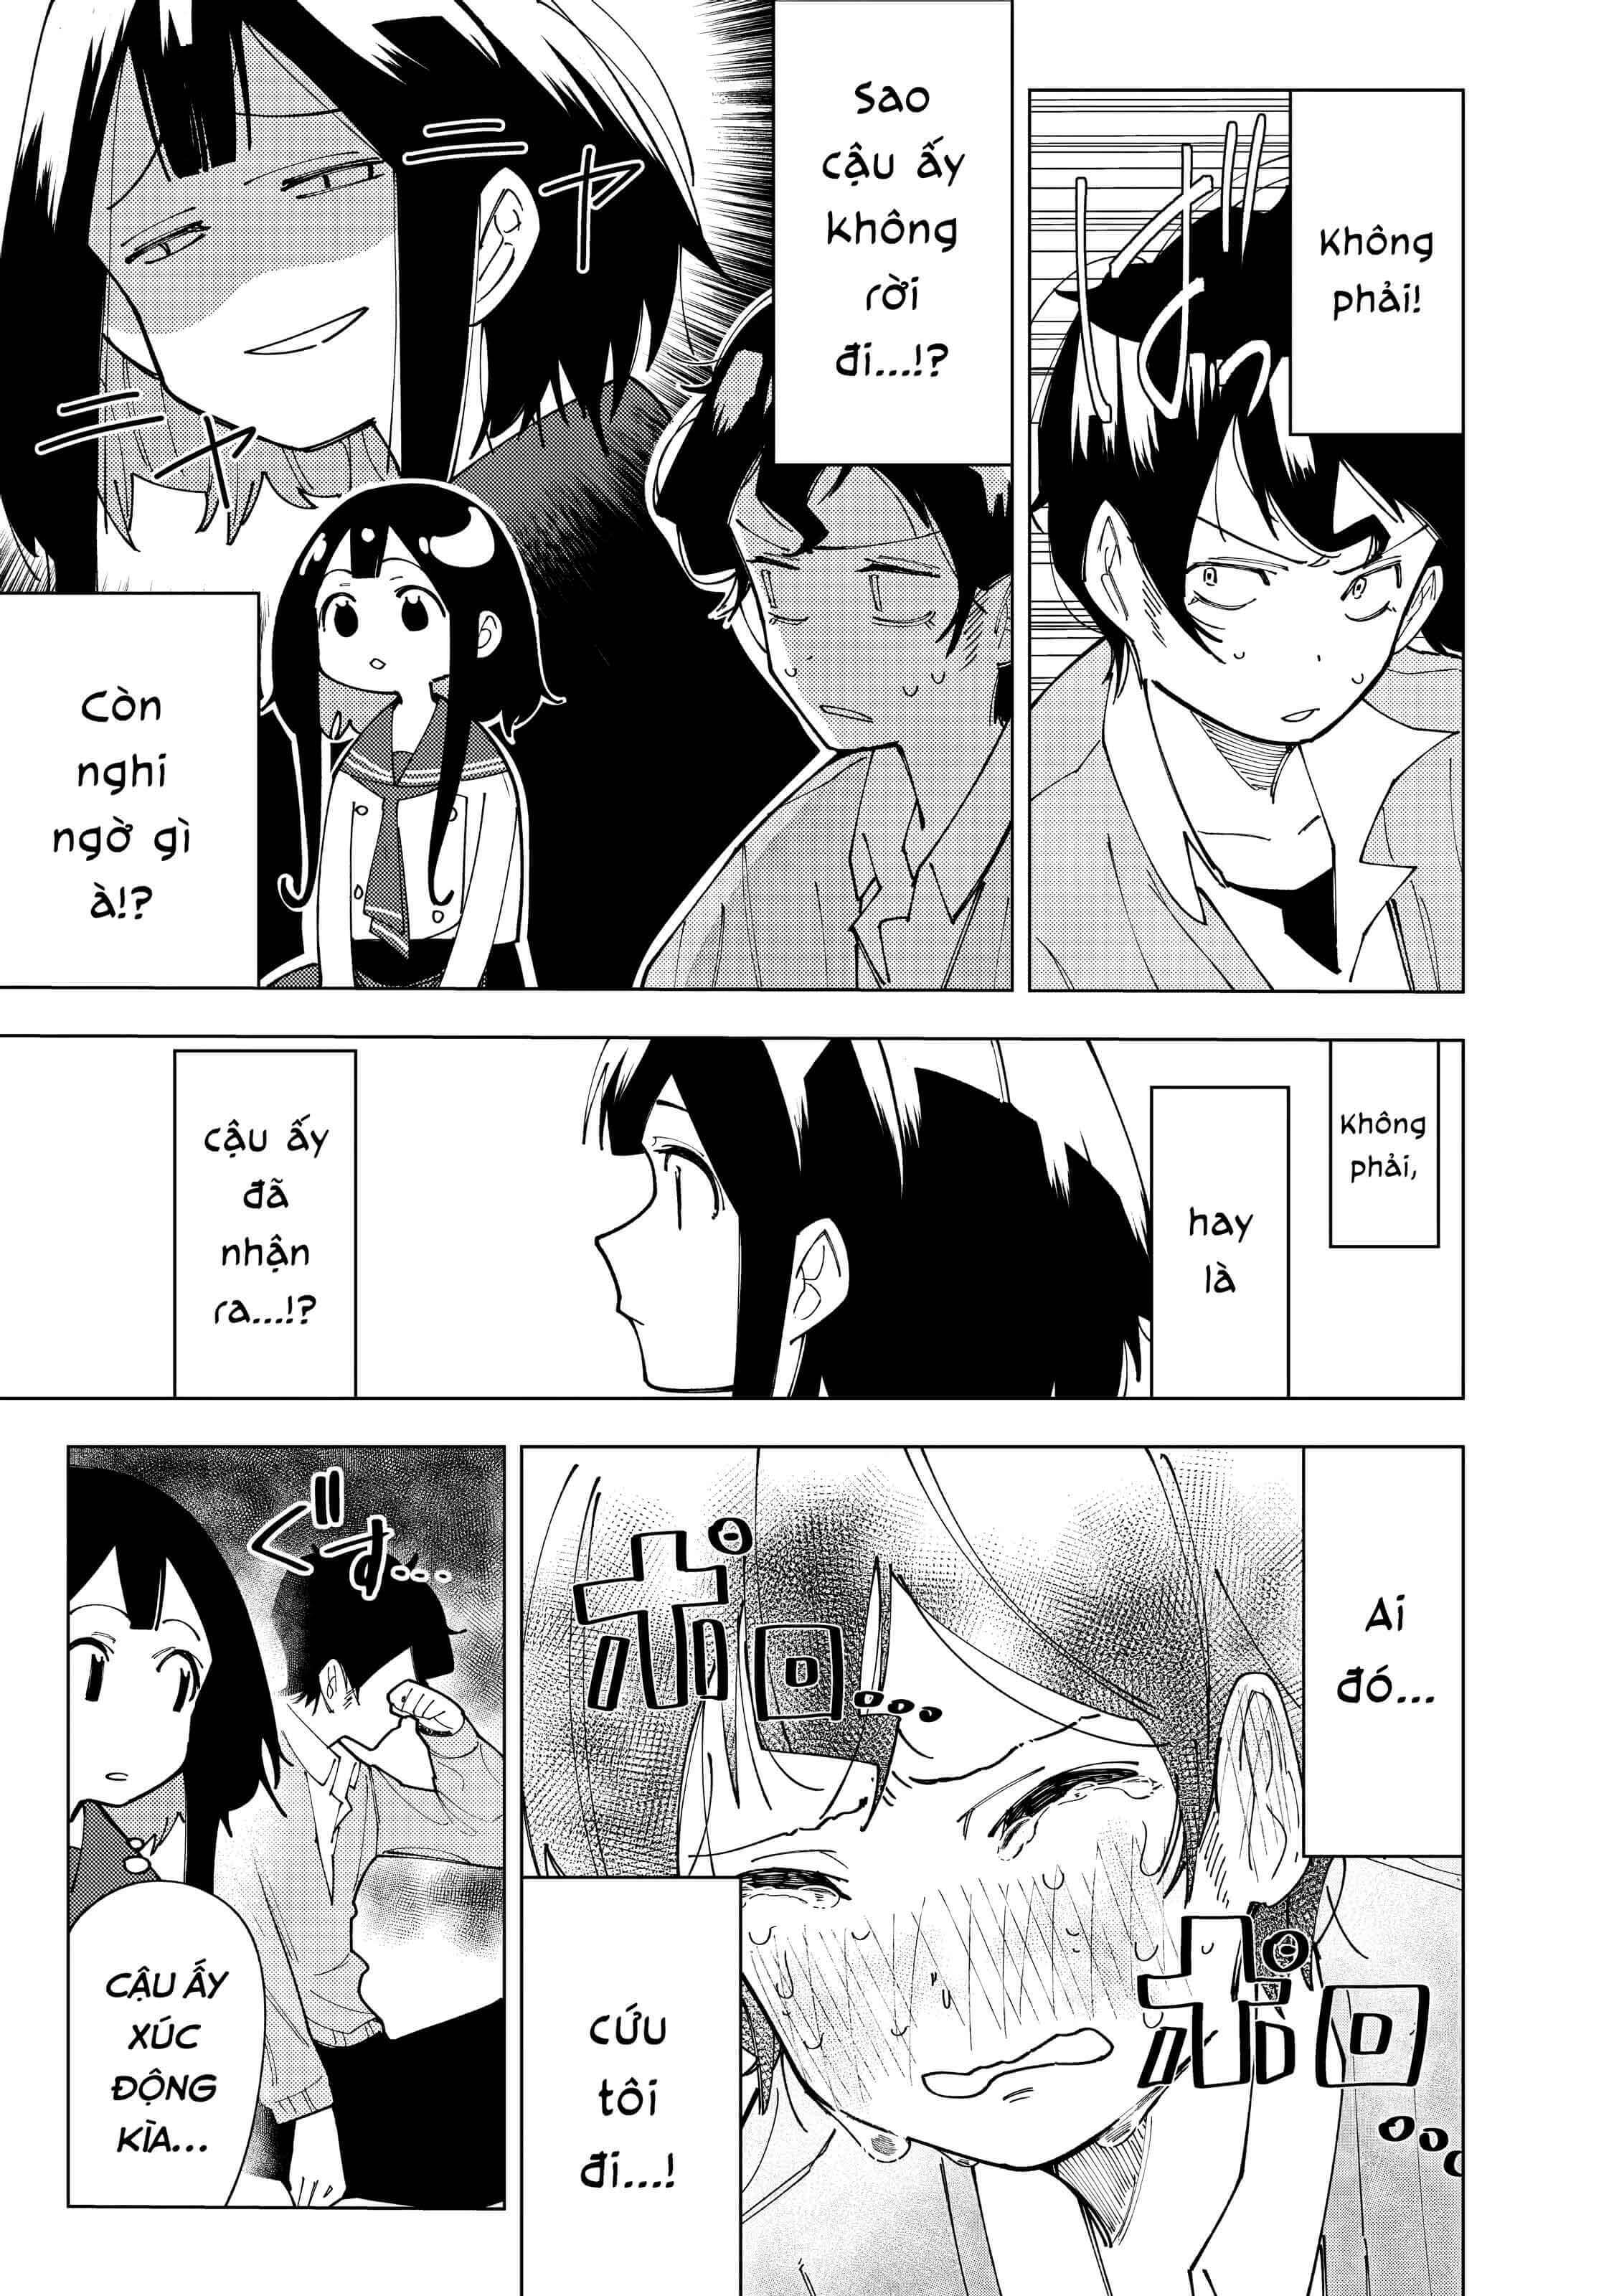 Không
phải!
Sao
cậu ấy
không
rời
đi...!?
ニヤ
ニヤ
Còn
nghi
ngờ gì
à!?
Không
phải,
hay
là
cậu ấy
đã
nhận
ra...!?
Ai
đó...
ポロ...
ポロ...
cứu
tôi
đi...!
ぐす...
CẬU ẤY
XÚC
ĐỘNG
KÌA...